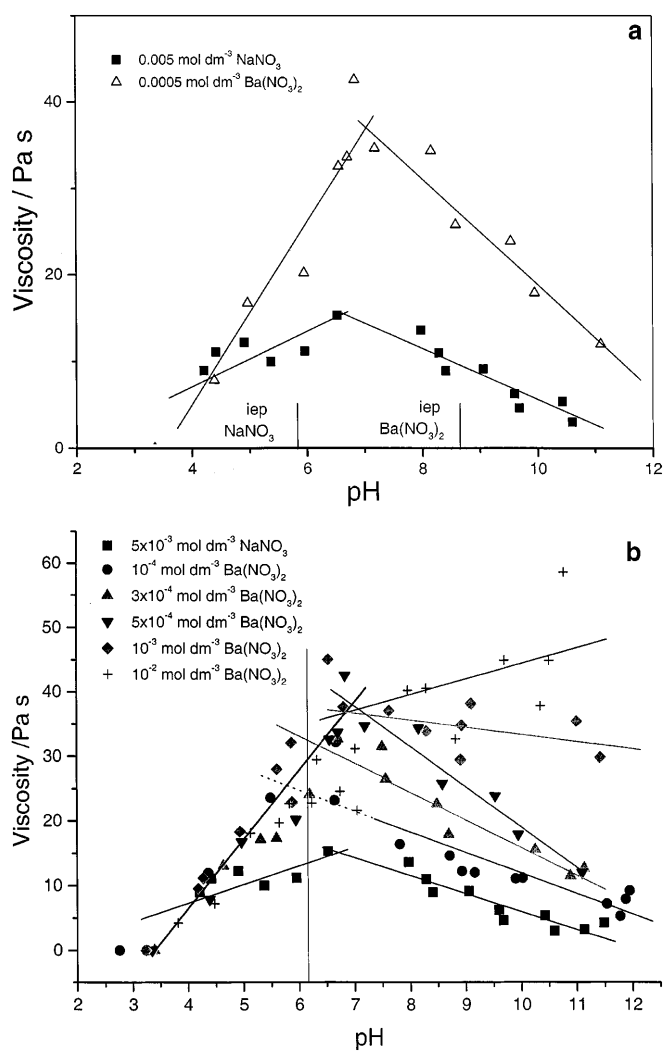 a
■ 0.005 mol dm⁻³ NaNO₃
△ 0.0005 mol dm⁻³ Ba(NO₃)₂
Viscosity / Pa s
40
20
0
iep
NaNO₃
iep
Ba(NO₃)₂
2 4 6 8 10 12
pH
b
■ 5x10⁻³ mol dm⁻³ NaNO₃
● 10⁻⁴ mol dm⁻³ Ba(NO₃)₂
▲ 3x10⁻⁴ mol dm⁻³ Ba(NO₃)₂
▼ 5x10⁻⁴ mol dm⁻³ Ba(NO₃)₂
◆ 10⁻³ mol dm⁻³ Ba(NO₃)₂
+ 10⁻² mol dm⁻³ Ba(NO₃)₂
Viscosity /Pa s
60
50
40
30
20
10
0
2 3 4 5 6 7 8 9 10 11 12
pH